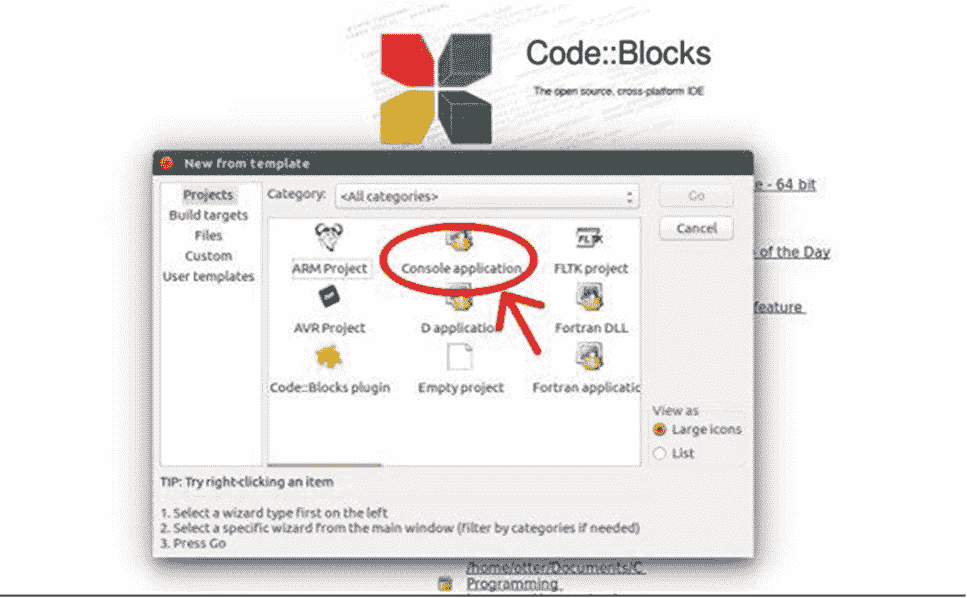 Code::Blocks
The open source, cross-platform IDE
New from template
Projects
Build targets
Files
Custom
User templates
Category: <All categories>
Go
Cancel
ARM Project
Console application
FLTK project
AVR Project
D application
Fortran DLL
Code::Blocks plugin
Empty project
Fortran applicatio
View as
Large icons
List
TIP: Try right-clicking an item
1. Select a wizard type first on the left
2. Select a specific wizard from the main window (filter by categories if needed)
3. Press Go
e - 64 bit
of the Day
feature
/home/otter/Documents/C
Programming